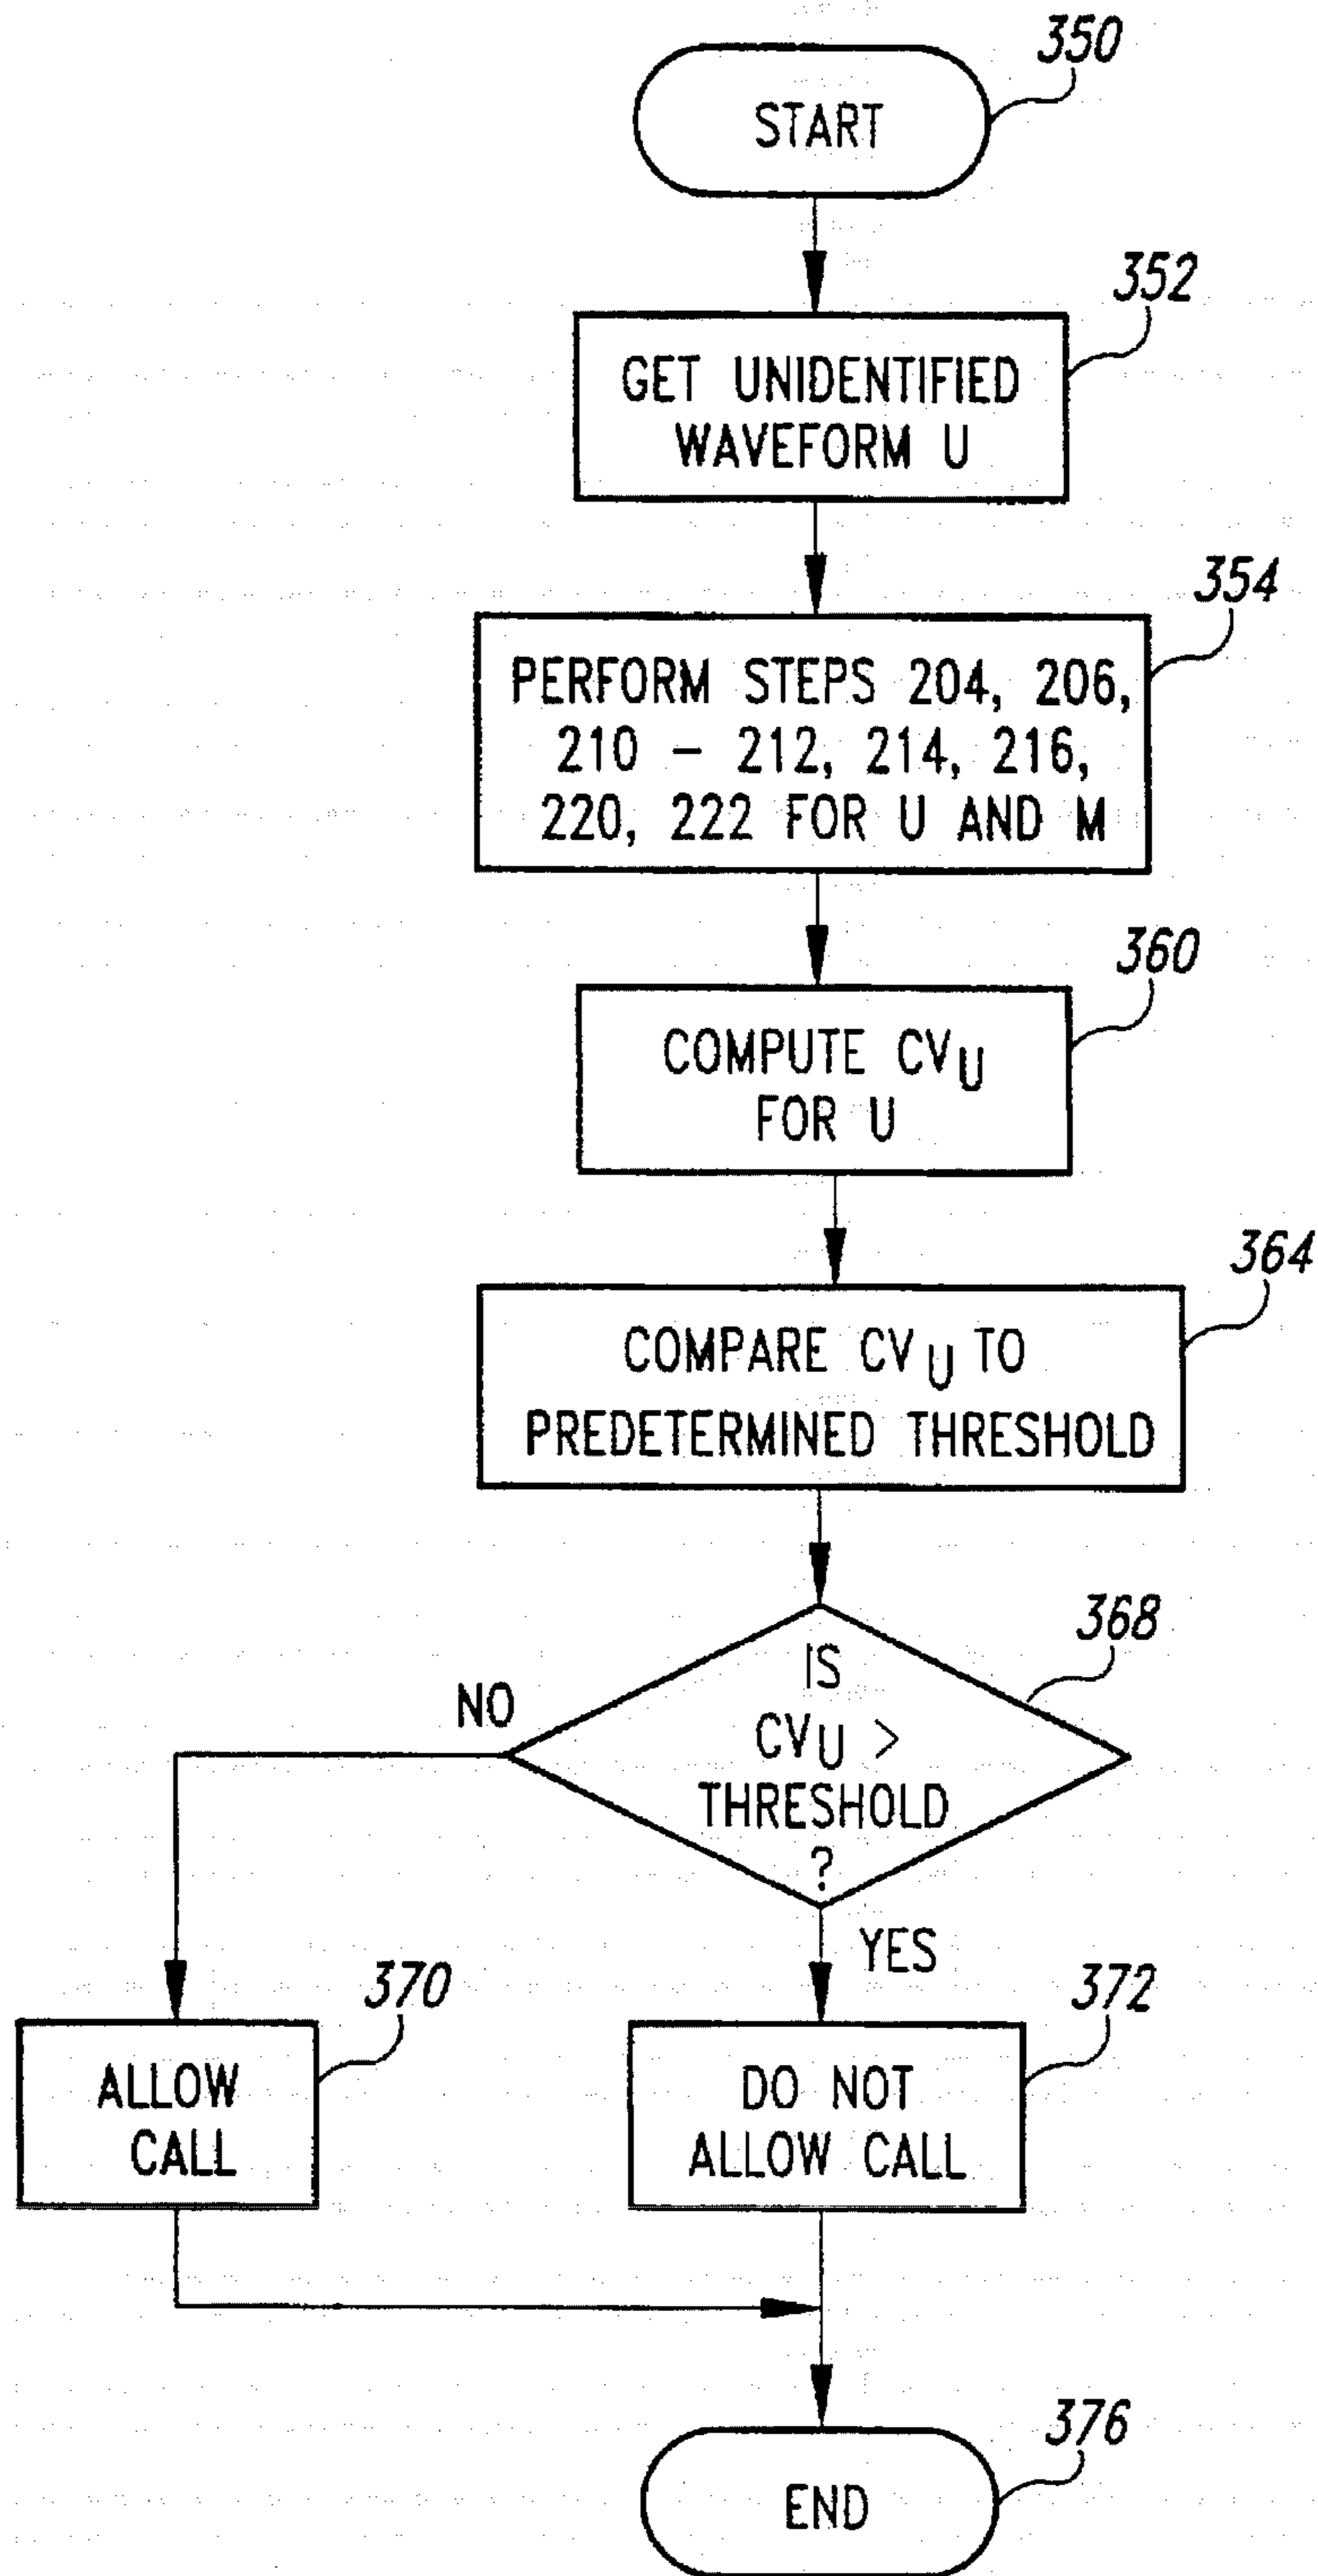 350
START
352
GET UNIDENTIFIED
WAVEFORM U
354
PERFORM STEPS 204, 206,
210 – 212, 214, 216,
220, 222 FOR U AND M
360
COMPUTE CVU
FOR U
364
COMPARE CVU TO
PREDETERMINED THRESHOLD
368
IS
CVU >
THRESHOLD
?
NO
YES
370
ALLOW
CALL
372
DO NOT
ALLOW CALL
376
END